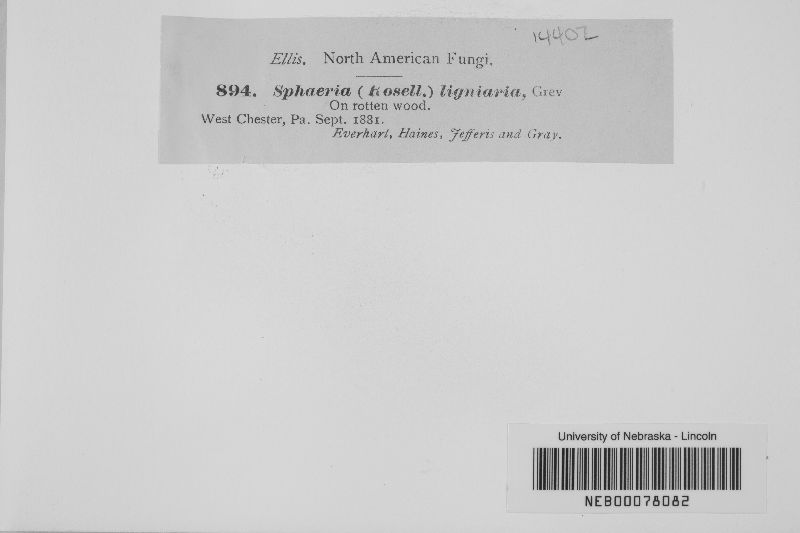 14402
Ellis. North American Fungi.
894. Sphaeria (Rosell.) ligniaria, Grev
On rotten wood.
West Chester, Pa. Sept. 1881.
Everhart, Haines, Jefferis and Gray.
University of Nebraska - Lincoln
NEB00078082